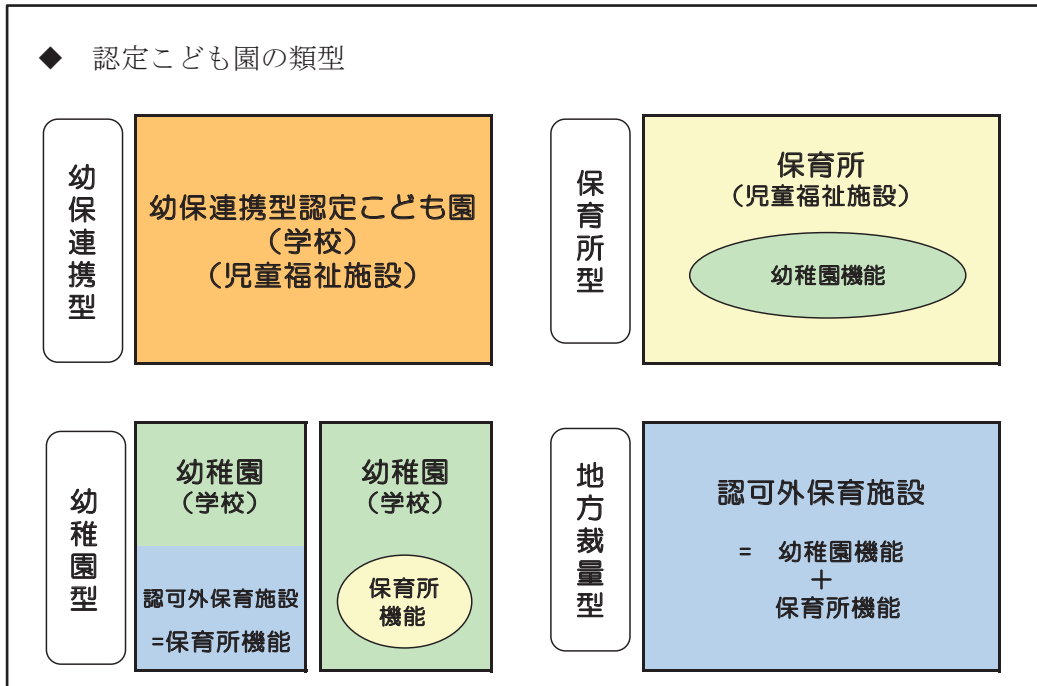 ◆ 認定こども園の類型
幼保連携型
幼保連携型認定こども園
（学校）
（児童福祉施設）
保育所型
保育所
（児童福祉施設）
幼稚園機能
幼稚園型
幼稚園
（学校）
認可外保育施設
=保育所機能
幼稚園
（学校）
保育所
機能
地方裁量型
認可外保育施設
= 幼稚園機能
＋
保育所機能